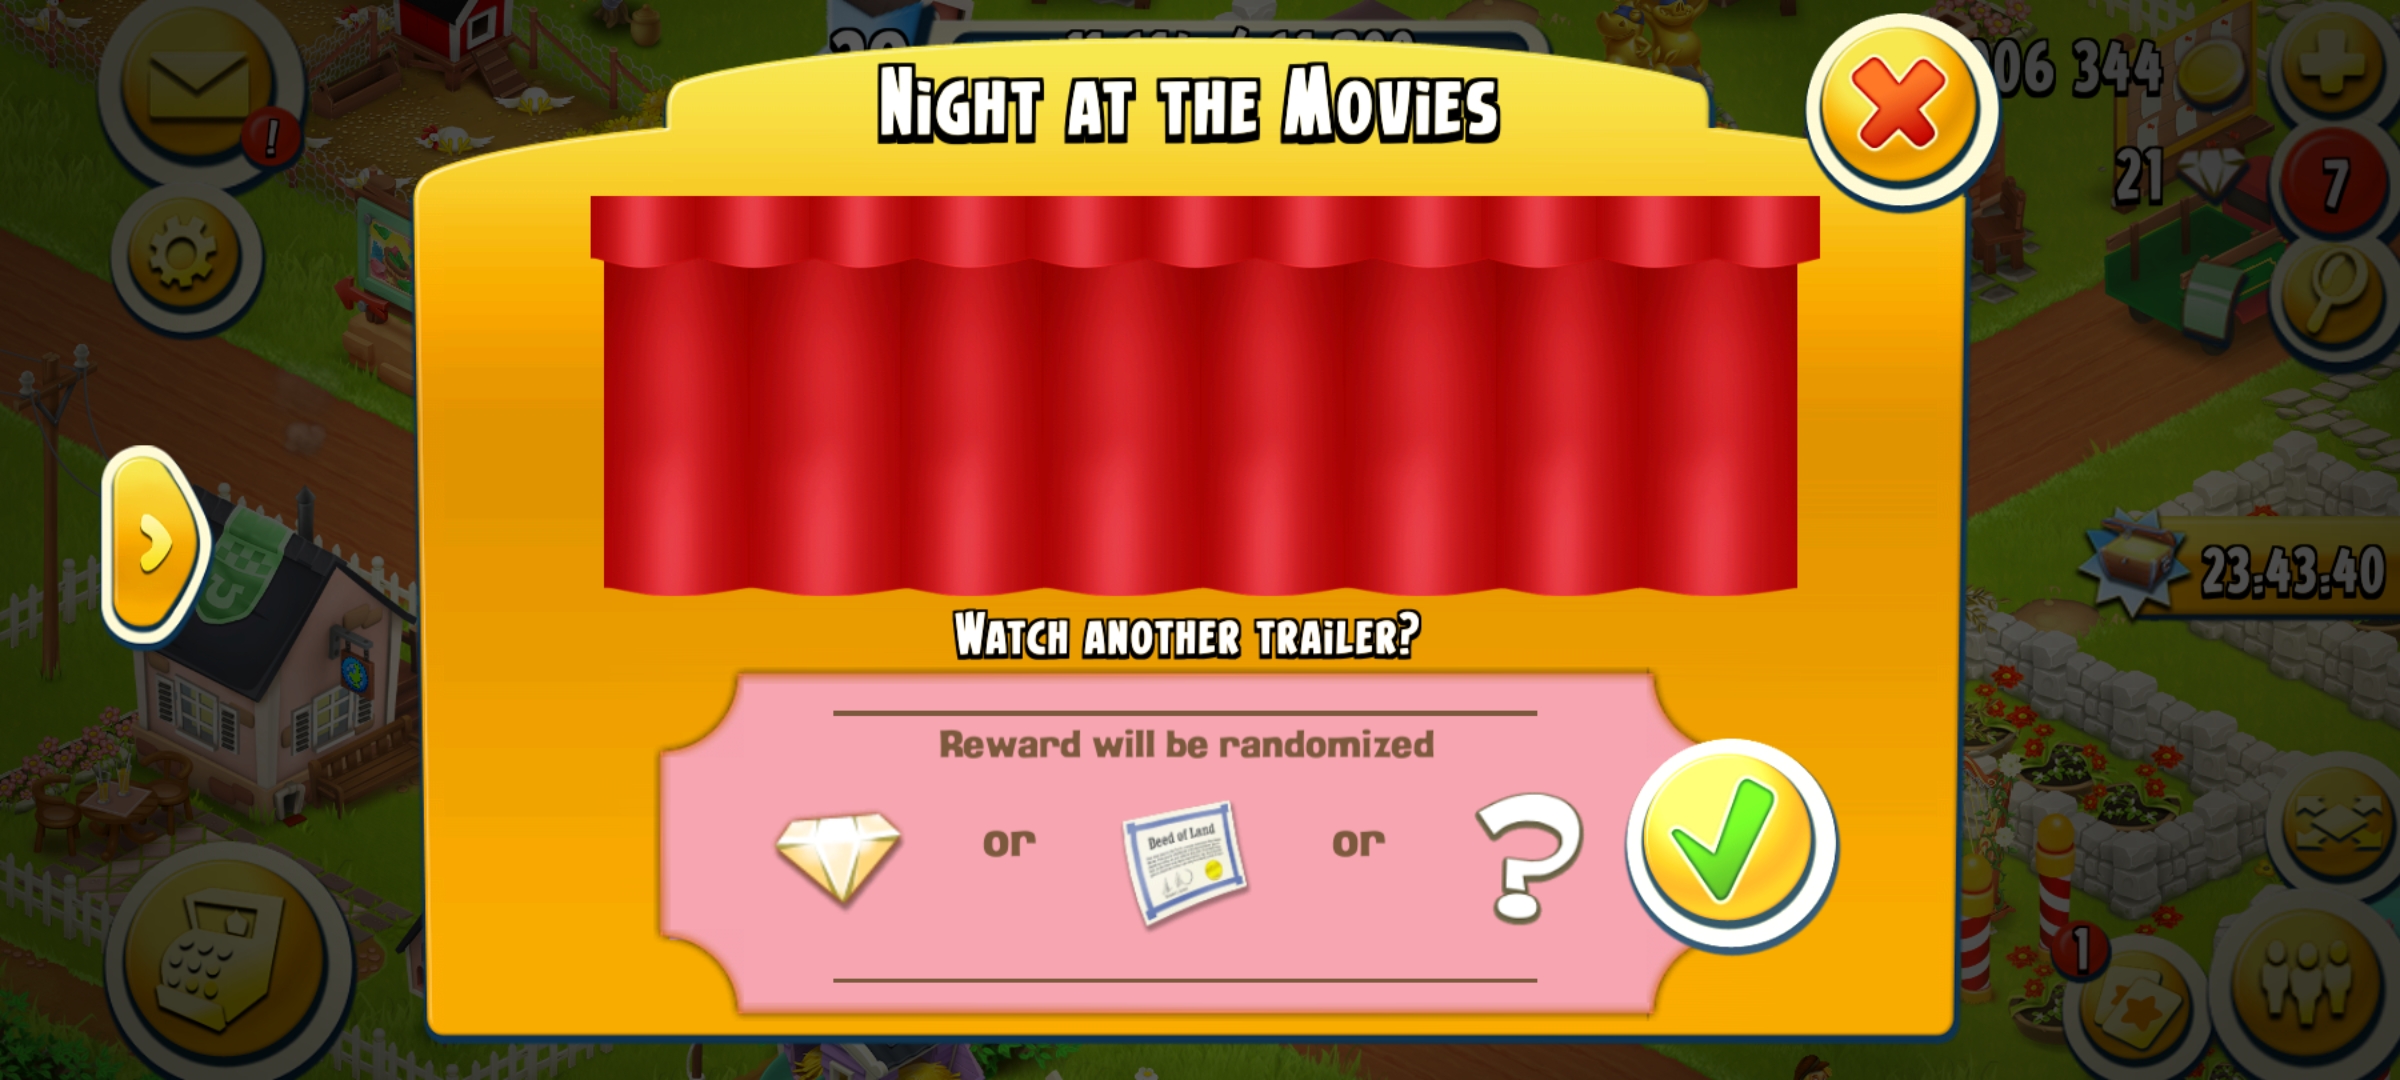 Night at the Movies
06 344
21
7
23:43:40
Watch another trailer?
Reward will be randomized
or
Deed of Land
or
?
!
1